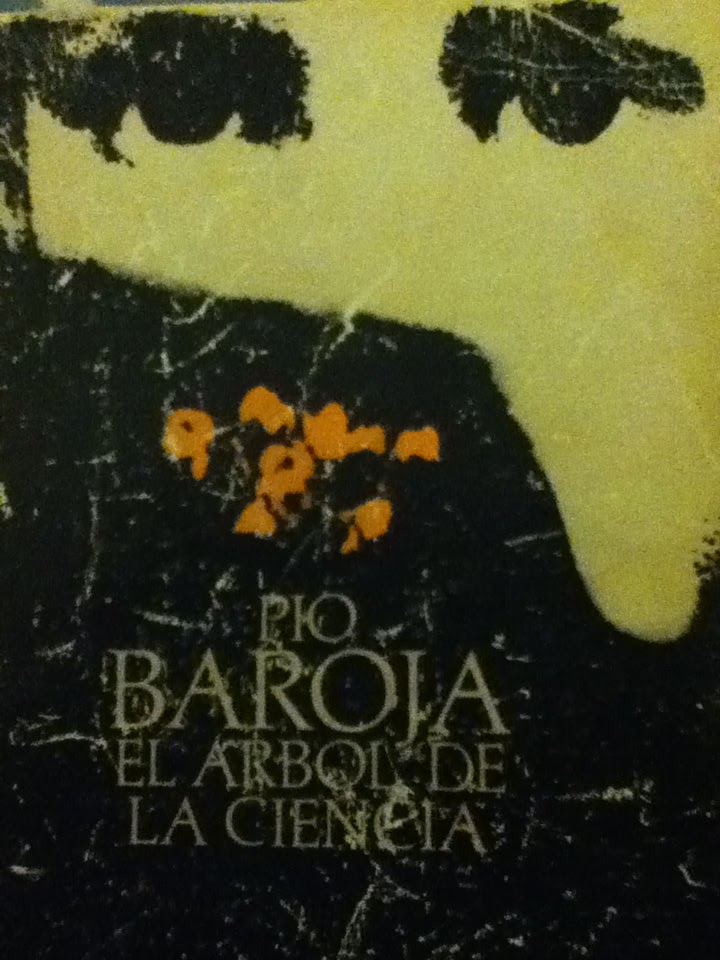 PIO
BAROJA
EL ARBOL DE
LA CIENCIA